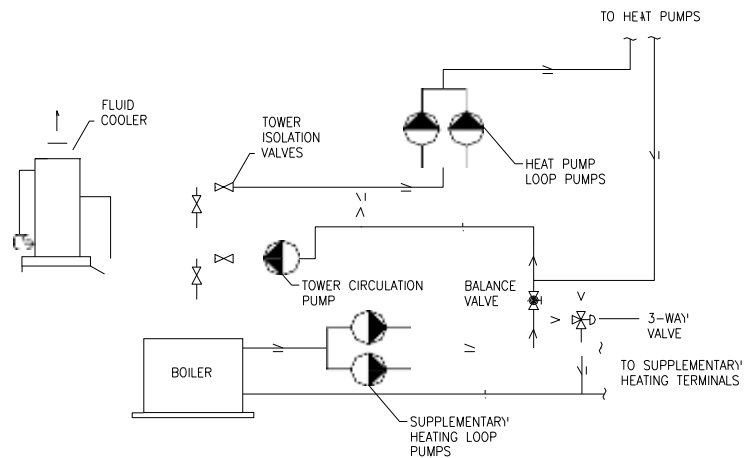 TO HEAT PUMPS
FLUID
COOLER
TOWER
ISOLATION
VALVES
HEAT PUMP
LOOP PUMPS
TOWER CIRCULATION
PUMP
BALANCE
VALVE
3-WAY
VALVE
BOILER
TO SUPPLEMENTARY
HEATING TERMINALS
SUPPLEMENTARY
HEATING LOOP
PUMPS